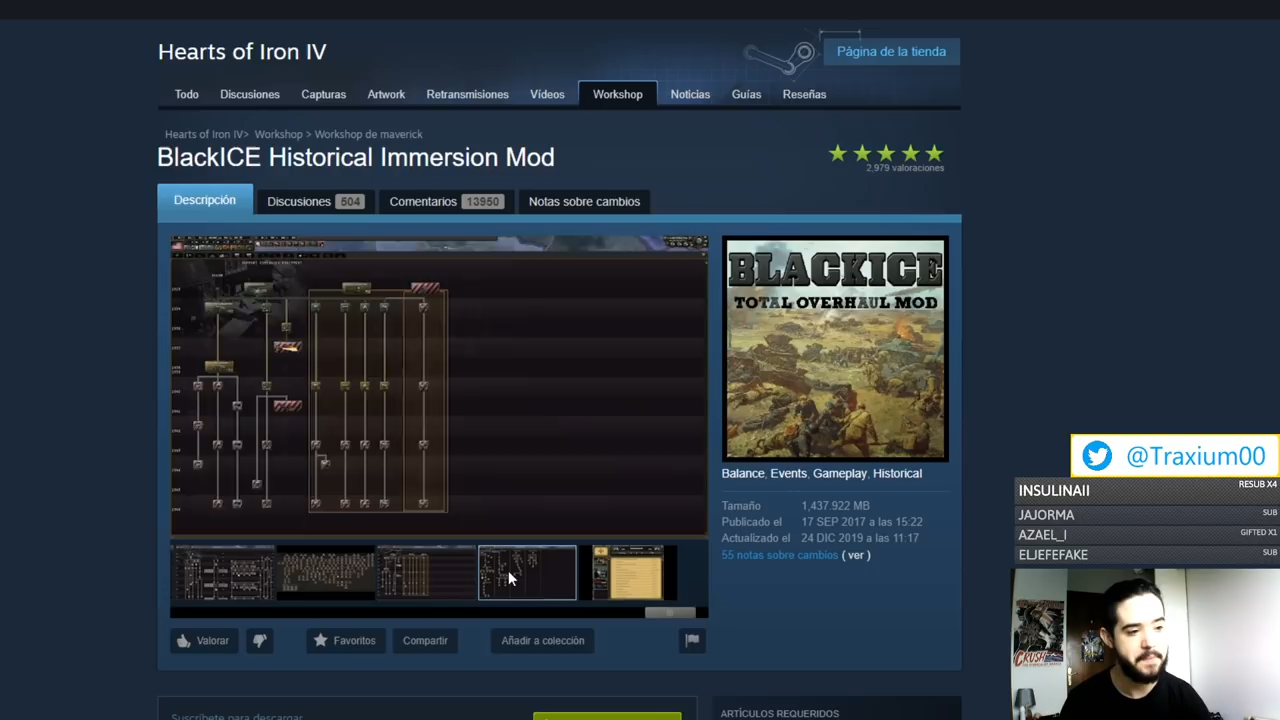 Hearts of Iron IV
Página de la tienda
Todo Discusiones Capturas Artwork Retransmisiones Vídeos Workshop Noticias Guías Reseñas
Hearts of Iron IV> Workshop > Workshop de maverick
BlackICE Historical Immersion Mod
2,979 valoraciones
Descripción Discusiones 504 Comentarios 13950 Notas sobre cambios
BLACKICE
TOTAL OVERHAUL MOD
Balance, Events, Gameplay, Historical
Tamaño 1,437.922 MB
Publicado el 17 SEP 2017 a las 15:22
Actualizado el 24 DIC 2019 a las 11:17
55 notas sobre cambios ( ver )
Valorar Favoritos Compartir Añadir a colección
Suscríbete para descargar
ARTÍCULOS REQUERIDOS
@Traxium00
INSULINAII RESUB X4
JAJORMA SUB
AZAEL_I GIFTED X1
ELJEFEFAKE SUB
CRUSH